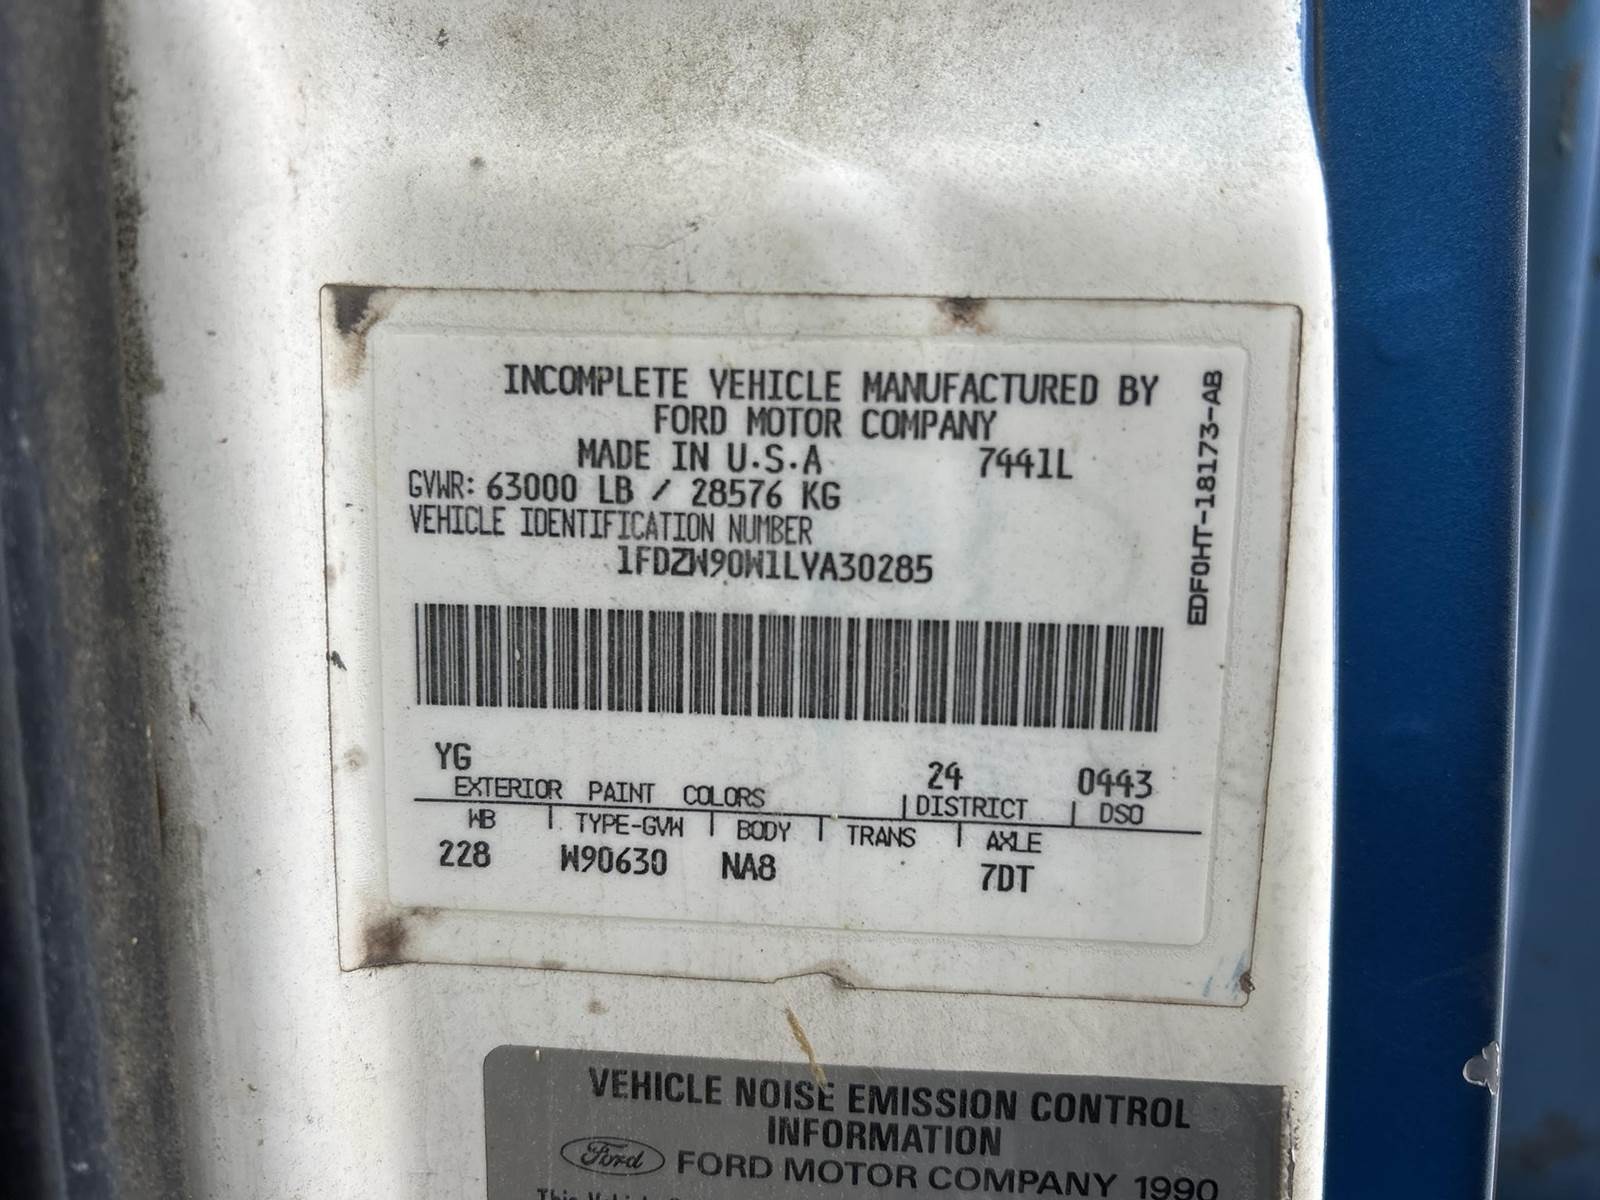 INCOMPLETE VEHICLE MANUFACTURED BY
FORD MOTOR COMPANY
MADE IN U.S.A 7441L
GVWR: 63000 LB / 28576 KG
VEHICLE IDENTIFICATION NUMBER
1FDZW90W1LVA30285
EDF0HT-18173-AB
YG 24 0443
EXTERIOR PAINT COLORS | DISTRICT | DSO
WB | TYPE-GVW | BODY | TRANS | AXLE
228 W90630 NA8 7DT
VEHICLE NOISE EMISSION CONTROL
INFORMATION
Ford FORD MOTOR COMPANY 1990
This Vehicle